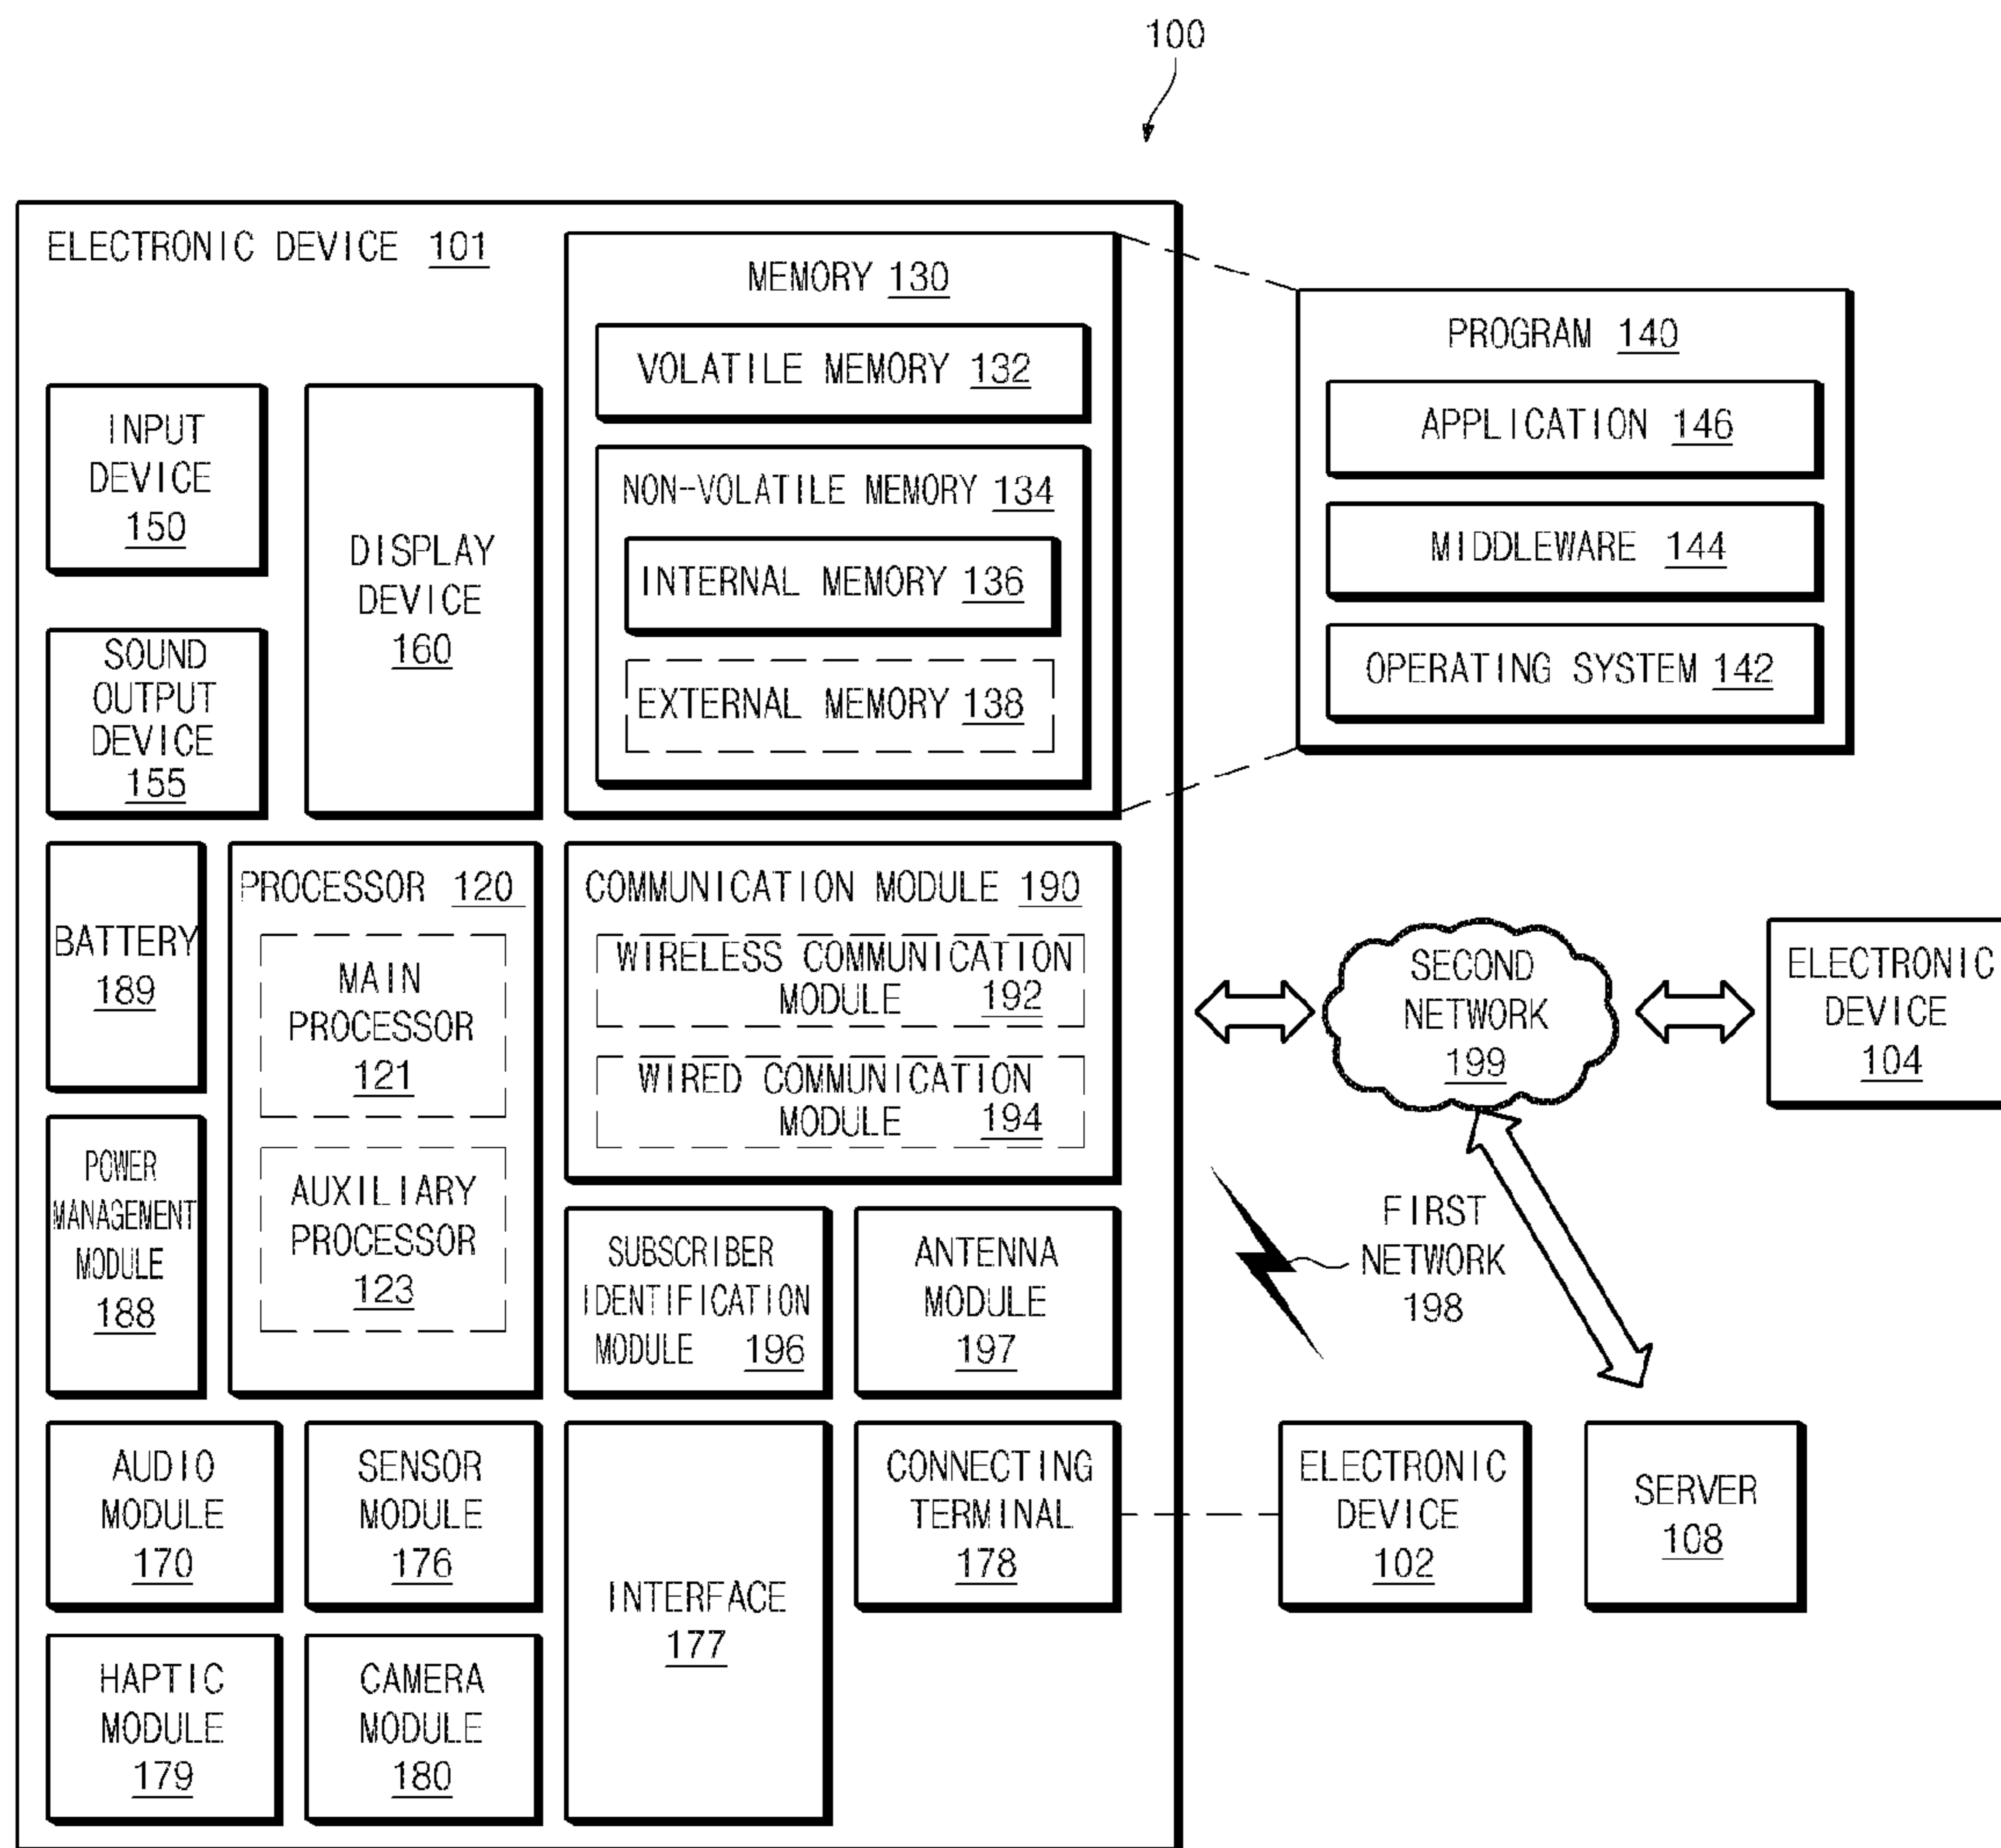 100
ELECTRONIC DEVICE 101
MEMORY 130
VOLATILE MEMORY 132
NON-VOLATILE MEMORY 134
INTERNAL MEMORY 136
EXTERNAL MEMORY 138
PROGRAM 140
APPLICATION 146
MIDDLEWARE 144
OPERATING SYSTEM 142
INPUT
DEVICE
150
DISPLAY
DEVICE
160
SOUND
OUTPUT
DEVICE
155
BATTERY
189
PROCESSOR 120
MAIN
PROCESSOR
121
AUXILIARY
PROCESSOR
123
COMMUNICATION MODULE 190
WIRELESS COMMUNICATION
MODULE 192
WIRED COMMUNICATION
MODULE 194
SECOND
NETWORK
199
ELECTRONIC
DEVICE
104
POWER
MANAGEMENT
MODULE
188
SUBSCRIBER
IDENTIFICATION
MODULE 196
ANTENNA
MODULE
197
FIRST
NETWORK
198
AUDIO
MODULE
170
SENSOR
MODULE
176
INTERFACE
177
CONNECTING
TERMINAL
178
ELECTRONIC
DEVICE
102
SERVER
108
HAPTIC
MODULE
179
CAMERA
MODULE
180